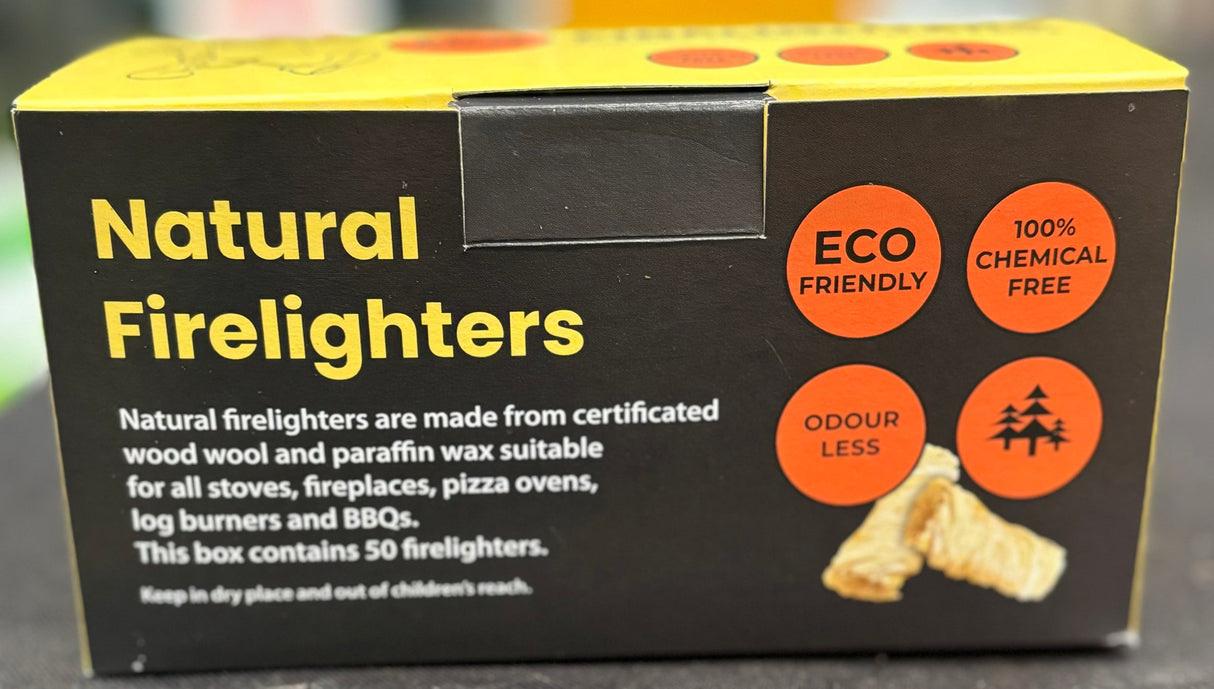 Natural
Firelighters
Natural firelighters are made from certificated
wood wool and paraffin wax suitable
for all stoves, fireplaces, pizza ovens,
log burners and BBQs.
This box contains 50 firelighters.
Keep in dry place and out of children's reach.
ECO
FRIENDLY
100%
CHEMICAL
FREE
ODOUR
LESS